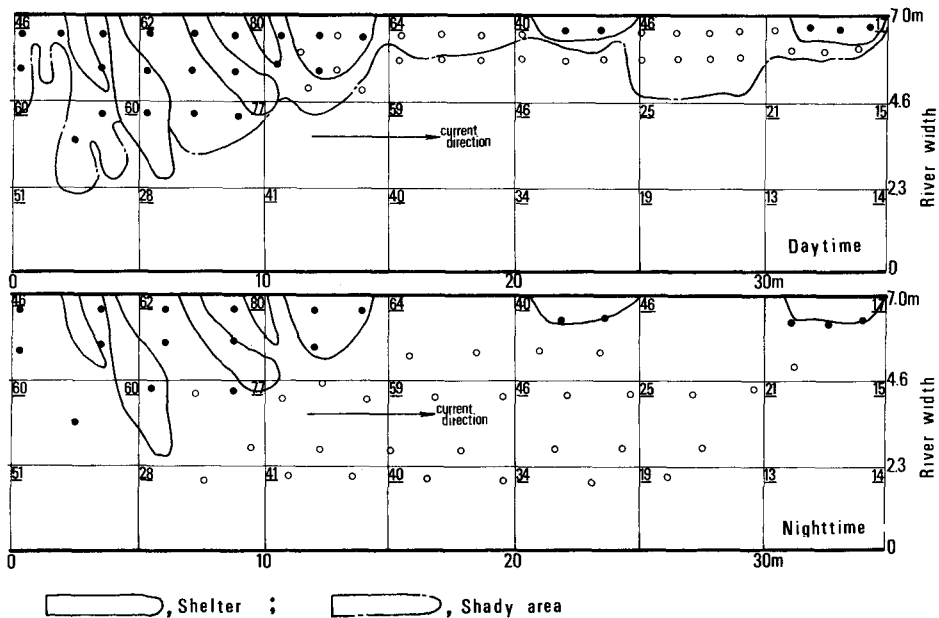 46 62 80 64 40 46 17 7.0m
60 60 77 59 46 25 21 15 4.6
current direction
51 28 41 40 34 19 13 14 2.3
River width
Daytime
0
0 10 20 30m
46 62 80 64 40 46 17 7.0m
60 60 77 59 46 25 21 15 4.6
current direction
51 28 41 40 34 19 13 14 2.3
River width
Nighttime
0
0 10 20 30m
, Shelter ; , Shady area